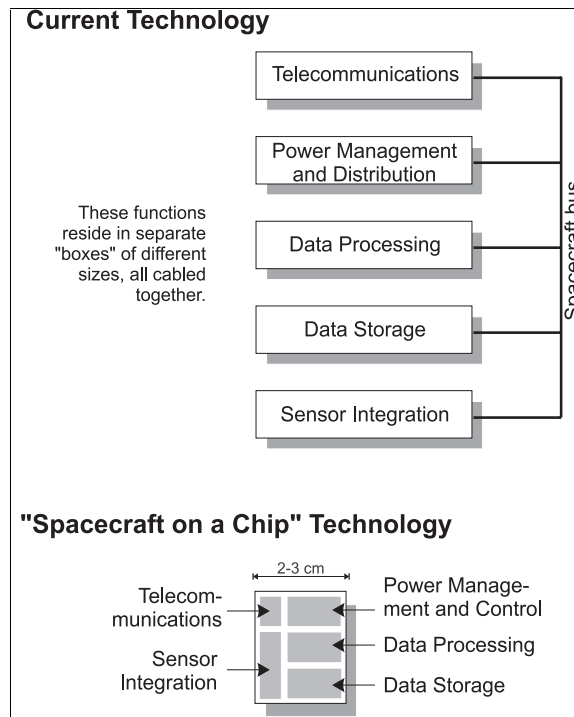 Current Technology
Telecommunications
Power Management
and Distribution
These functions
reside in separate
"boxes" of different
sizes, all cabled
together.
Data Processing
Data Storage
Sensor Integration
Spacecraft bus
"Spacecraft on a Chip" Technology
2-3 cm
Telecom-
munications
Sensor
Integration
Power Manage-
ment and Control
Data Processing
Data Storage